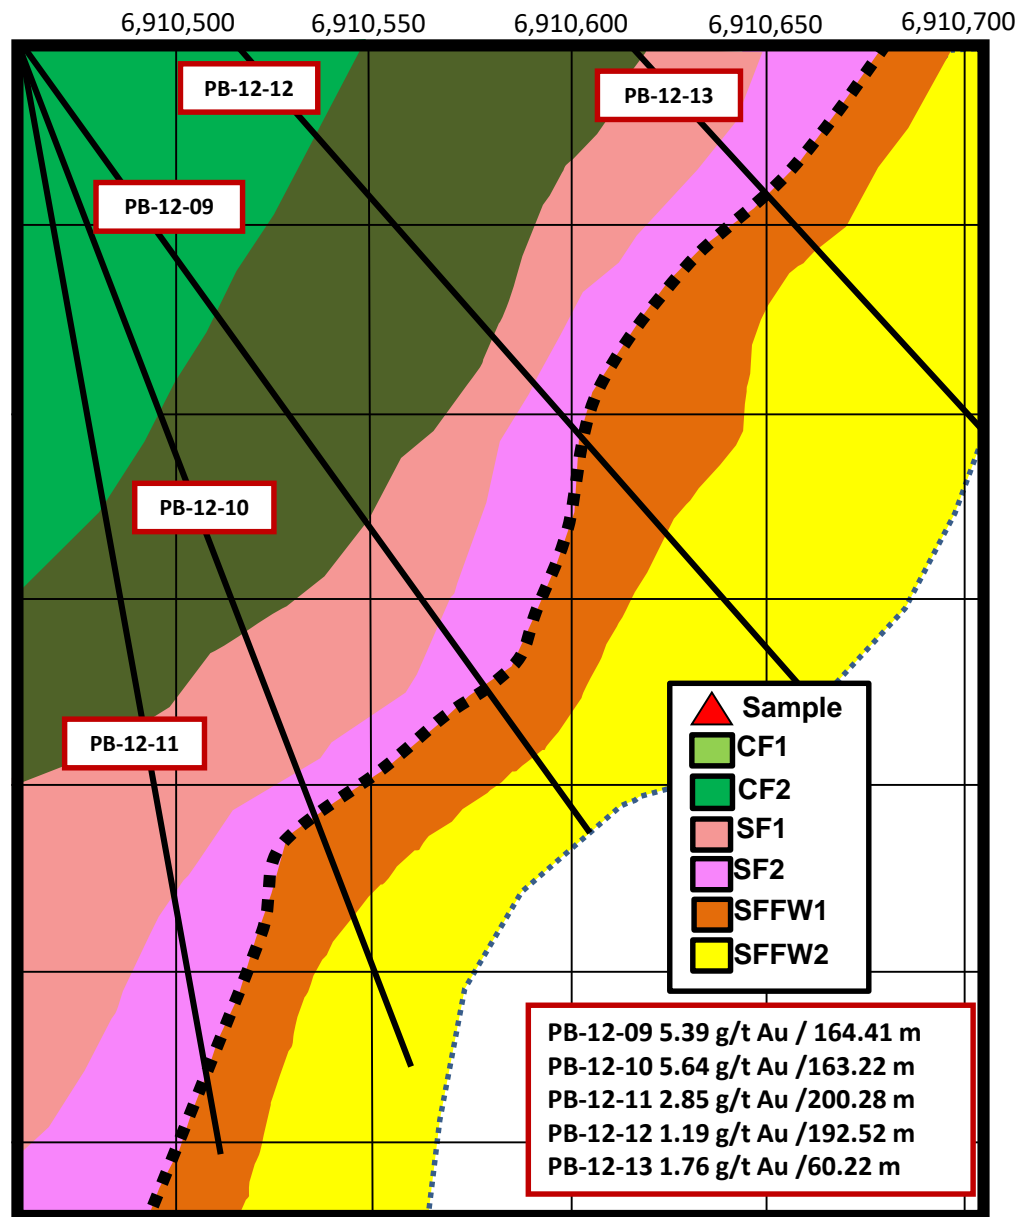 6,910,500 6,910,550 6,910,600 6,910,650 6,910,700
PB-12-12
PB-12-13
PB-12-09
PB-12-10
PB-12-11
Sample
CF1
CF2
SF1
SF2
SFFW1
SFFW2
PB-12-09 5.39 g/t Au / 164.41 m
PB-12-10 5.64 g/t Au /163.22 m
PB-12-11 2.85 g/t Au /200.28 m
PB-12-12 1.19 g/t Au /192.52 m
PB-12-13 1.76 g/t Au /60.22 m